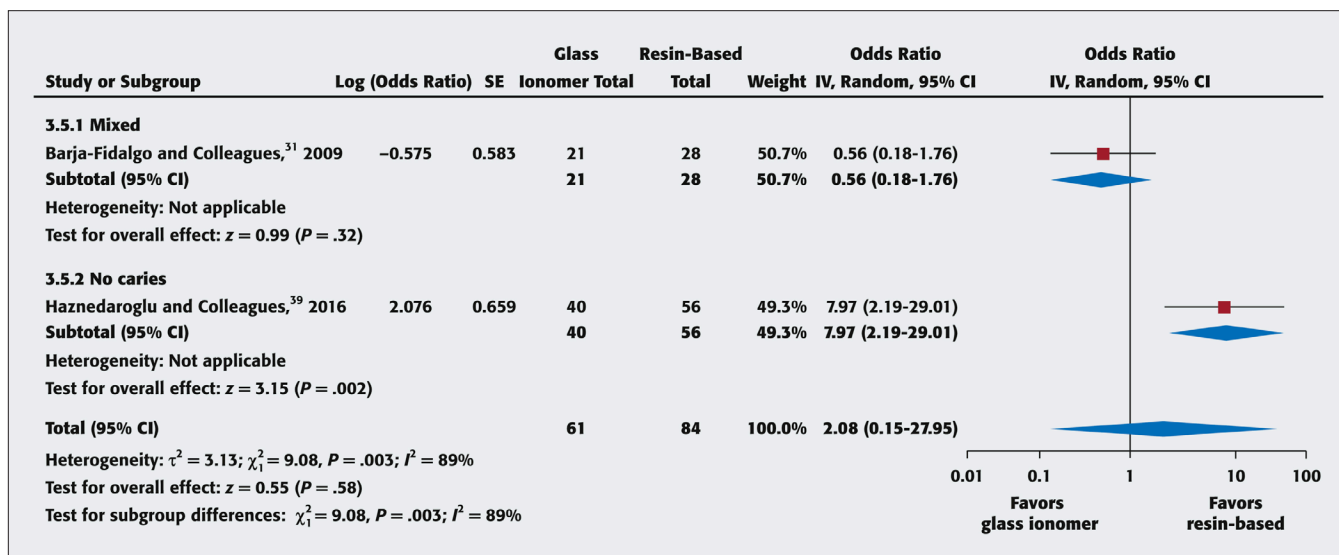 Glass Resin-Based Odds Ratio Odds Ratio
Study or Subgroup Log (Odds Ratio) SE Ionomer Total Total Weight IV, Random, 95% CI IV, Random, 95% CI
3.5.1 Mixed
Barja-Fidalgo and Colleagues,³¹ 2009 –0.575 0.583 21 28 50.7% 0.56 (0.18-1.76)
Subtotal (95% CI) 21 28 50.7% 0.56 (0.18-1.76)
Heterogeneity: Not applicable
Test for overall effect: z = 0.99 (P = .32)
3.5.2 No caries
Haznedaroglu and Colleagues,³⁹ 2016 2.076 0.659 40 56 49.3% 7.97 (2.19-29.01)
Subtotal (95% CI) 40 56 49.3% 7.97 (2.19-29.01)
Heterogeneity: Not applicable
Test for overall effect: z = 3.15 (P = .002)
Total (95% CI) 61 84 100.0% 2.08 (0.15-27.95)
Heterogeneity: τ² = 3.13; χ²₁ = 9.08, P = .003; I² = 89%
Test for overall effect: z = 0.55 (P = .58)
Test for subgroup differences: χ²₁ = 9.08, P = .003; I² = 89%
0.01 0.1 1 10 100
Favors Favors
glass ionomer resin-based